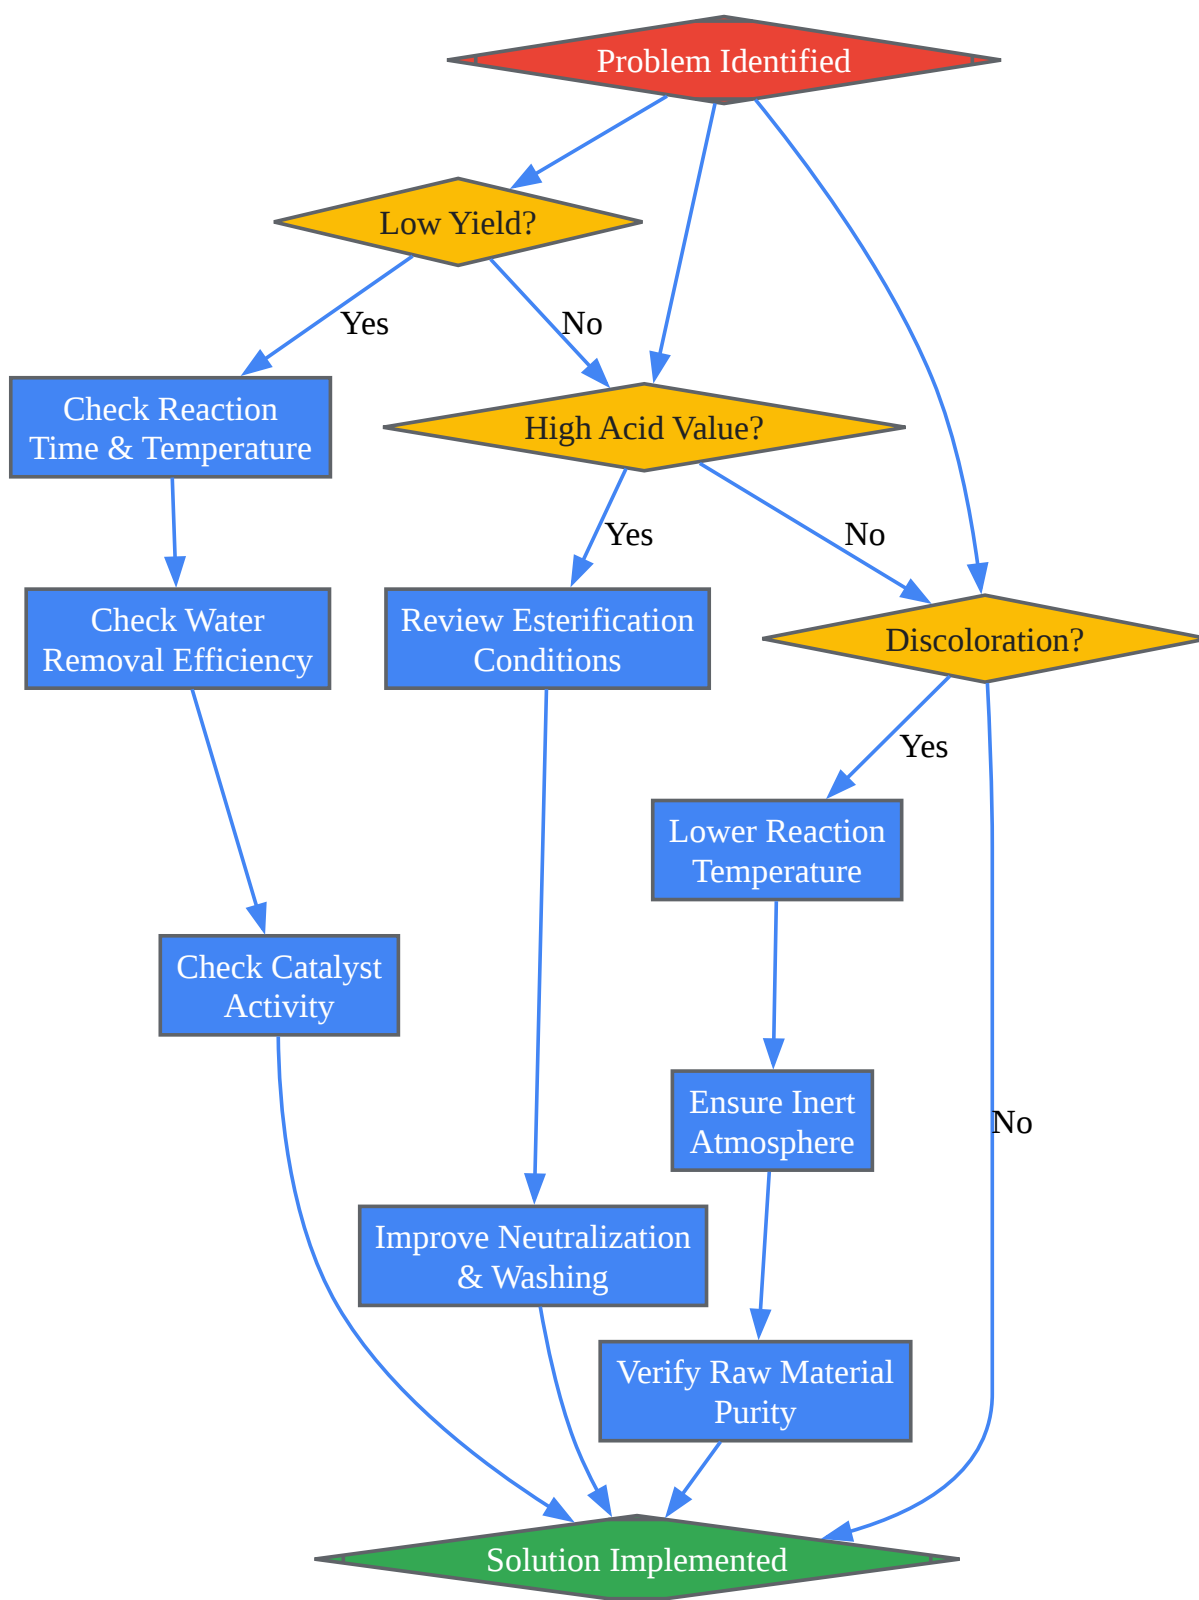 Problem Identified
Low Yield?
Yes
No
Check Reaction
Time & Temperature
High Acid Value?
Yes
No
Check Water
Removal Efficiency
Review Esterification
Conditions
Discoloration?
Yes
Lower Reaction
Temperature
Check Catalyst
Activity
Ensure Inert
Atmosphere
No
Improve Neutralization
& Washing
Verify Raw Material
Purity
Solution Implemented